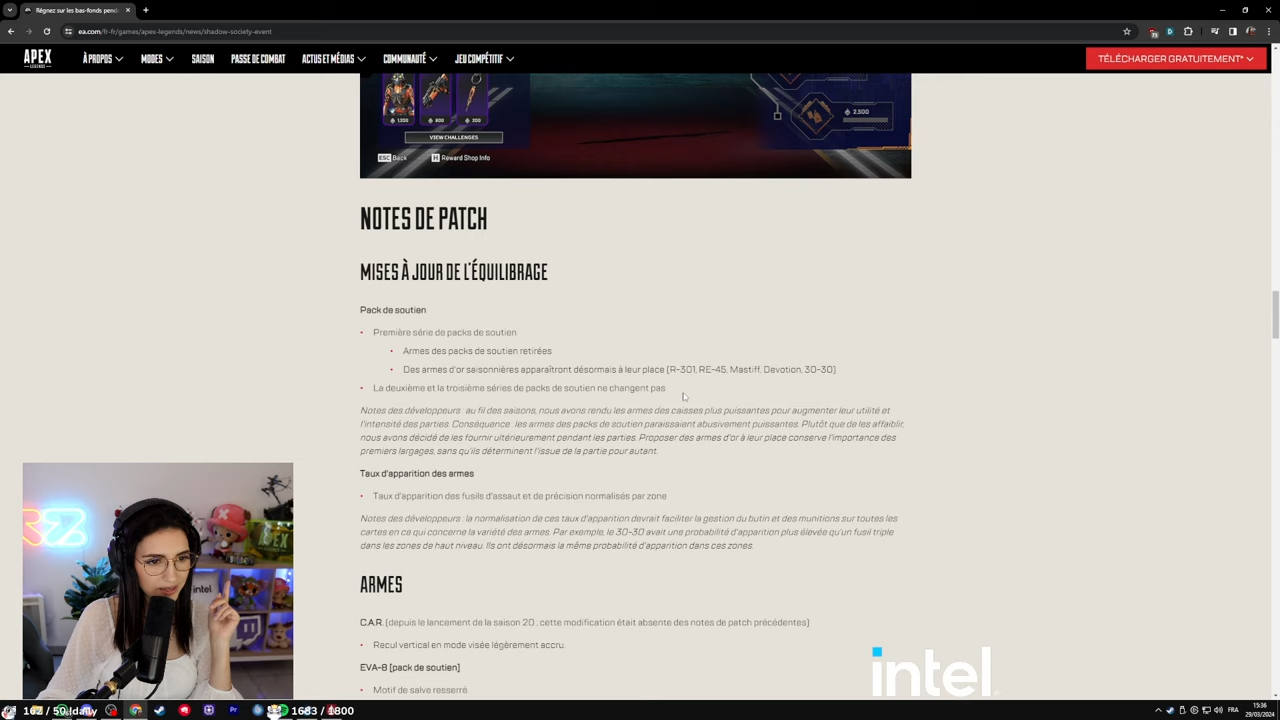 Régnez sur les bas-fonds pend
ea.com/fr-fr/games/apex-legends/news/shadow-society-event
APEX
LEGENDS
À PROPOS
MODES
SAISON
PASSE DE COMBAT
ACTUS ET MÉDIAS
COMMUNAUTÉ
JEU COMPÉTITIF
TÉLÉCHARGER GRATUITEMENT*
1,200
800
200
2,500
VIEW CHALLENGES
ESC Back
H Reward Shop Info
NOTES DE PATCH
MISES À JOUR DE L'ÉQUILIBRAGE
Pack de soutien
• Première série de packs de soutien
• Armes des packs de soutien retirées
• Des armes d'or saisonnières apparaîtront désormais à leur place (R-301, RE-45, Mastiff, Devotion, 30-30)
• La deuxième et la troisième séries de packs de soutien ne changent pas
Notes des développeurs : au fil des saisons, nous avons rendu les armes des caisses plus puissantes pour augmenter leur utilité et
l'intensité des parties. Conséquence : les armes des packs de soutien paraissaient abusivement puissantes. Plutôt que de les affaiblir,
nous avons décidé de les fournir ultérieurement pendant les parties. Proposer des armes d'or à leur place conserve l'importance des
premiers largages, sans qu'ils déterminent l'issue de la partie pour autant.
Taux d'apparition des armes
• Taux d'apparition des fusils d'assaut et de précision normalisés par zone
Notes des développeurs : la normalisation de ces taux d'apparition devrait faciliter la gestion du butin et des munitions sur toutes les
cartes en ce qui concerne la variété des armes. Par exemple, le 30-30 avait une probabilité d'apparition plus élevée qu'un fusil triple
dans les zones de haut niveau. Ils ont désormais la même probabilité d'apparition dans ces zones.
ARMES
C.A.R. (depuis le lancement de la saison 20 ; cette modification était absente des notes de patch précédentes)
• Recul vertical en mode visée légèrement accru.
EVA-8 [pack de soutien]
• Motif de salve resserré.
intel
intel
FRA
15:36
29/03/2024